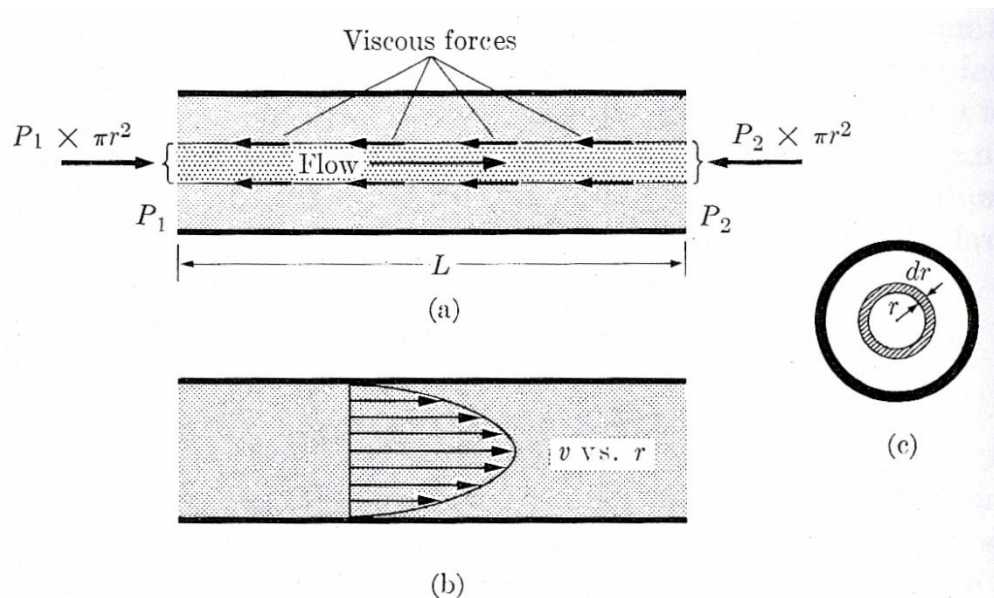 Viscous forces
P₁ × πr²
P₂ × πr²
Flow
P₁
P₂
L
(a)
dr
r
(c)
v vs. r
(b)